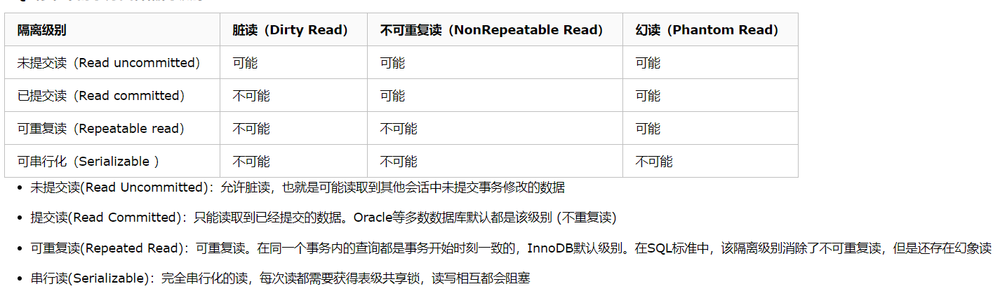 隔离级别 脏读（Dirty Read） 不可重复读（NonRepeatable Read） 幻读（Phantom Read）
未提交读（Read uncommitted） 可能 可能 可能
已提交读（Read committed） 不可能 可能 可能
可重复读（Repeatable read） 不可能 不可能 可能
可串行化（Serializable ） 不可能 不可能 不可能
• 未提交读(Read Uncommitted)：允许脏读，也就是可能读取到其他会话中未提交事务修改的数据
• 提交读(Read Committed)：只能读取到已经提交的数据。Oracle等多数数据库默认都是该级别 (不重复读)
• 可重复读(Repeated Read)：可重复读。在同一个事务内的查询都是事务开始时刻一致的，InnoDB默认级别。在SQL标准中，该隔离级别消除了不可重复读，但是还存在幻象读
• 串行读(Serializable)：完全串行化的读，每次读都需要获得表级共享锁，读写相互都会阻塞